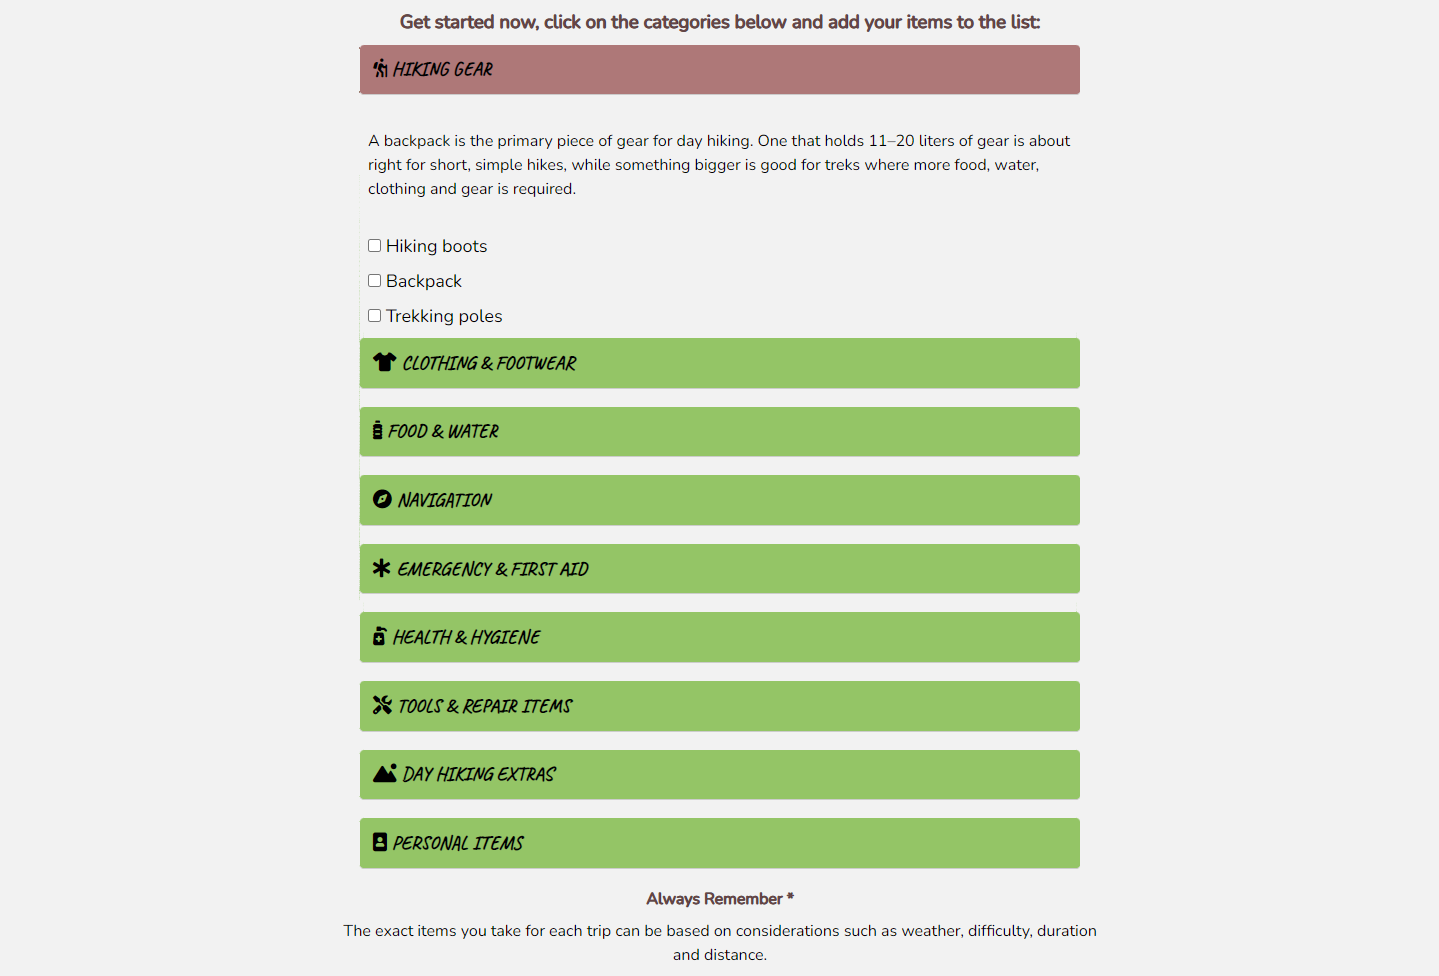 Get started now, click on the categories below and add your items to the list:
HIKING GEAR
A backpack is the primary piece of gear for day hiking. One that holds 11–20 liters of gear is about
right for short, simple hikes, while something bigger is good for treks where more food, water,
clothing and gear is required.
Hiking boots
Backpack
Trekking poles
CLOTHING & FOOTWEAR
FOOD & WATER
NAVIGATION
EMERGENCY & FIRST AID
HEALTH & HYGIENE
TOOLS & REPAIR ITEMS
DAY HIKING EXTRAS
PERSONAL ITEMS
Always Remember *
The exact items you take for each trip can be based on considerations such as weather, difficulty, duration
and distance.